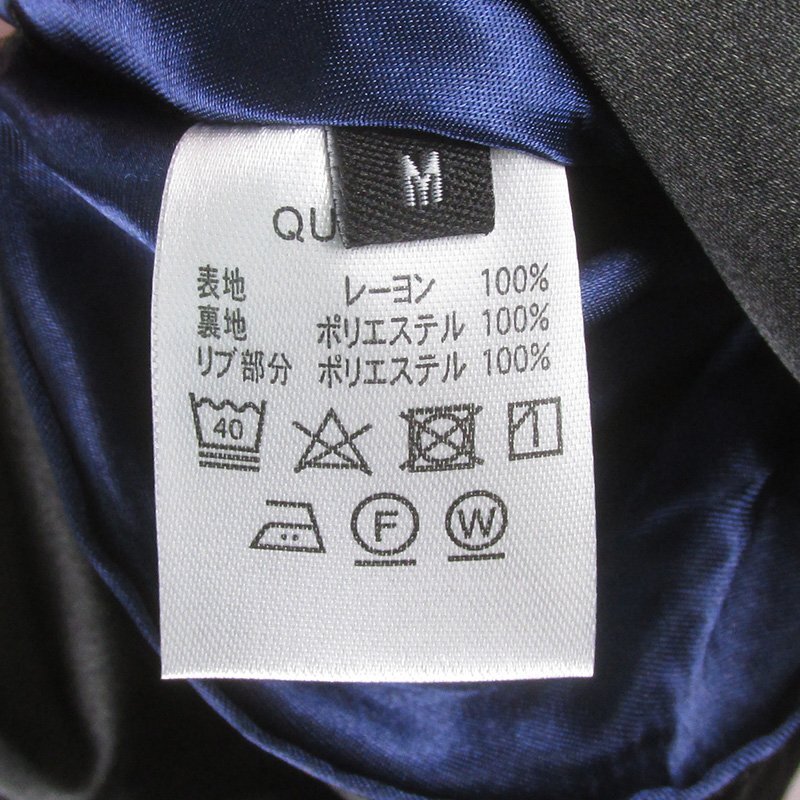 M
QU
表地 レーヨン 100%
裏地 ポリエステル 100%
リブ部分 ポリエステル 100%
40
F W